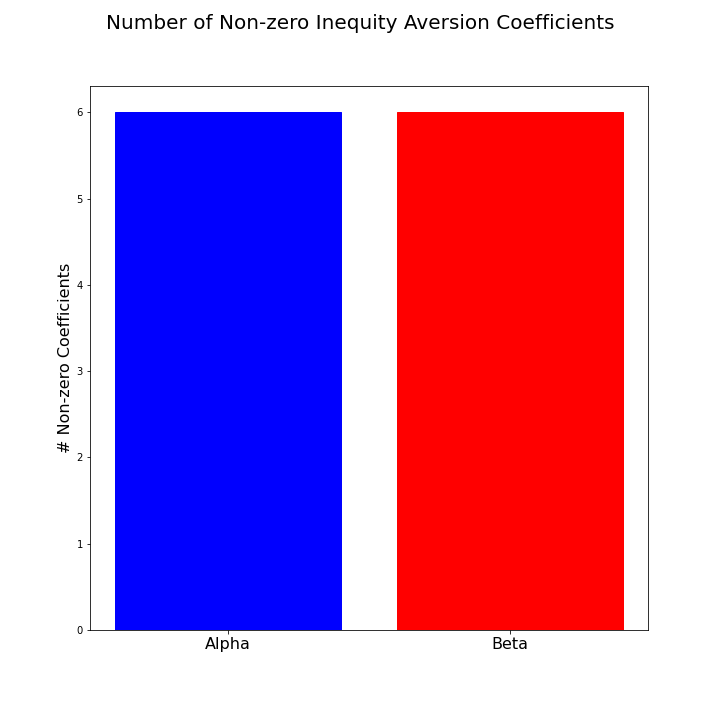 Number of Non-zero Inequity Aversion Coefficients
# Non-zero Coefficients
6
5
4
3
2
1
0
Alpha
Beta